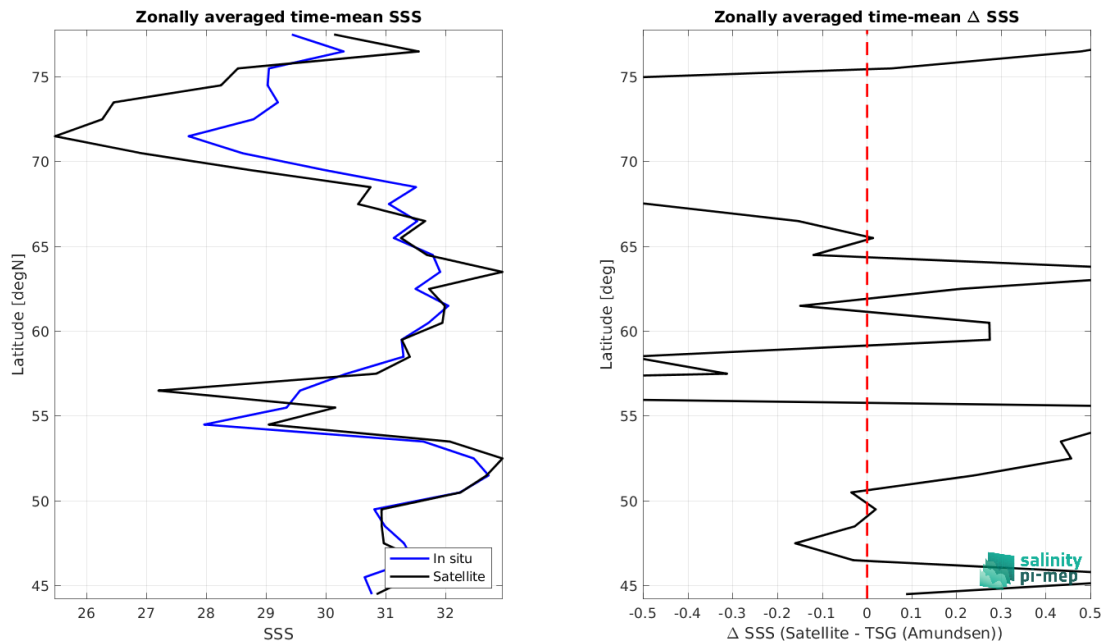 Zonally averaged time-mean SSS
75
70
65
60
55
50
45
Latitude [degN]
26 27 28 29 30 31 32
SSS
In situ
Satellite
Zonally averaged time-mean Δ SSS
75
70
65
60
55
50
45
Latitude [deg]
-0.5 -0.4 -0.3 -0.2 -0.1 0 0.1 0.2 0.3 0.4 0.5
Δ SSS (Satellite - TSG (Amundsen))
salinity
pi-mep